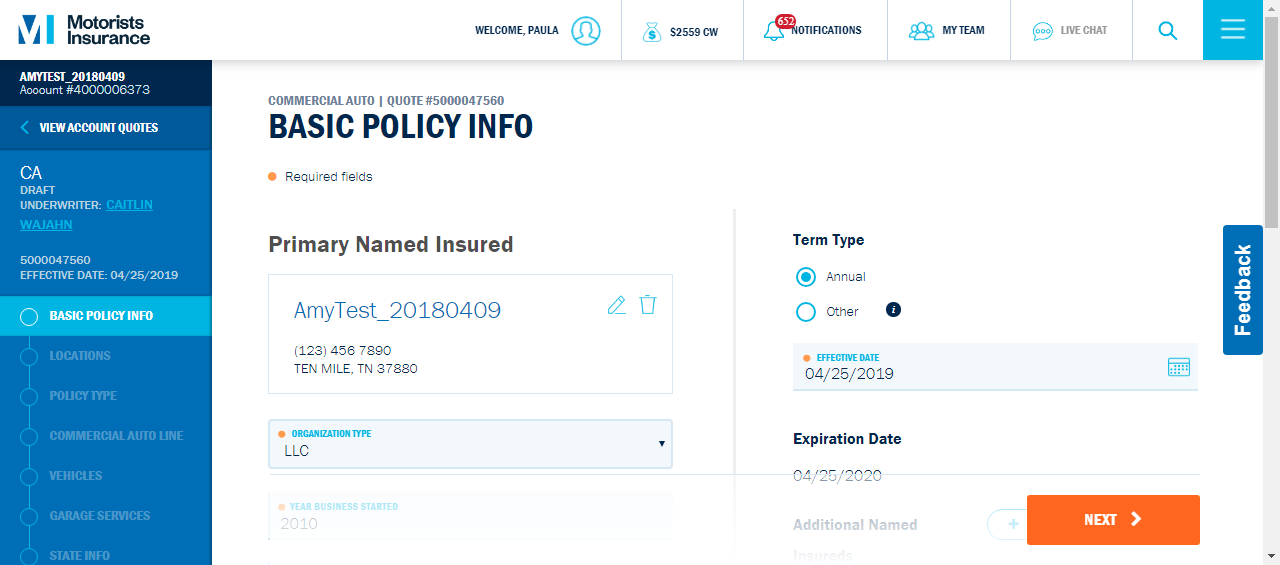 Motorists
Insurance
WELCOME, PAULA
$2559 CW
652
NOTIFICATIONS
MY TEAM
LIVE CHAT
AMYTEST_20180409
Account #4000006373
VIEW ACCOUNT QUOTES
CA
DRAFT
UNDERWRITER: CAITLIN
WAJAHN
5000047560
EFFECTIVE DATE: 04/25/2019
BASIC POLICY INFO
LOCATIONS
POLICY TYPE
COMMERCIAL AUTO LINE
VEHICLES
GARAGE SERVICES
STATE INFO
COMMERCIAL AUTO | QUOTE #5000047560
BASIC POLICY INFO
Required fields
Primary Named Insured
AmyTest_20180409
(123) 456 7890
TEN MILE, TN 37880
ORGANIZATION TYPE
LLC
YEAR BUSINESS STARTED
2010
Term Type
Annual
Other
i
EFFECTIVE DATE
04/25/2019
Expiration Date
04/25/2020
Additional Named
Insureds
+
NEXT
Feedback